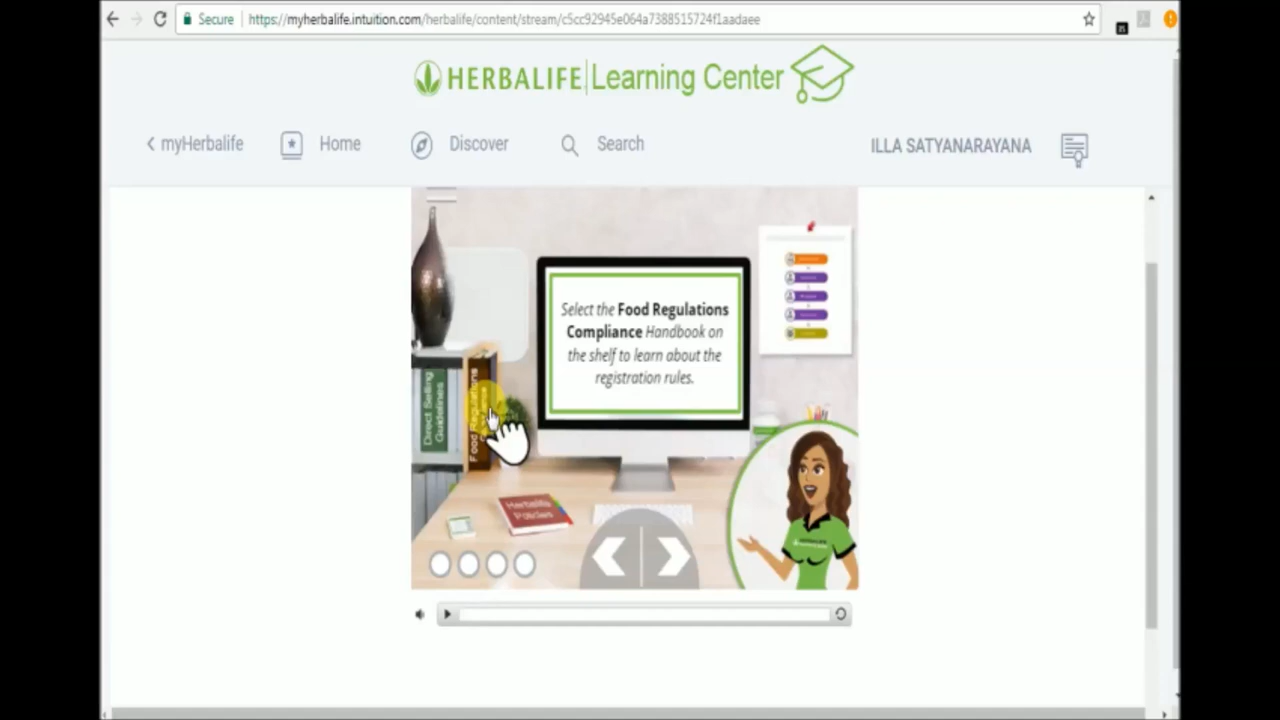 Secure
https://myherbalife.intuition.com/herbalife/content/stream/c5cc92945e064a7388515724f1aadaee
HERBALIFE Learning Center
myHerbalife Home Discover Search ILLA SATYANARAYANA
Select the Food Regulations
Compliance Handbook on
the shelf to learn about the
registration rules.
Direct Selling
Guidelines
Food Regulations
Herbalife
Policies